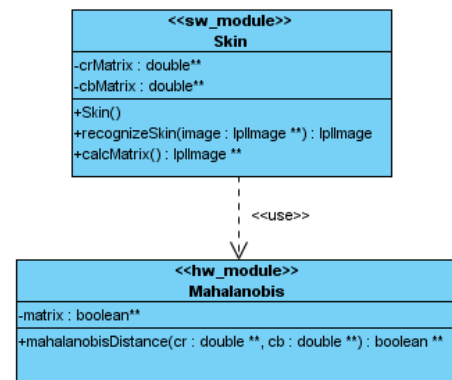 <<sw_module>>
Skin
-crMatrix : double**
-cbMatrix : double**
+Skin()
+recognizeSkin(image : IplImage **) : IplImage
+calcMatrix() : IplImage **
<<use>>
<<hw_module>>
Mahalanobis
-matrix : boolean**
+mahalanobisDistance(cr : double **, cb : double **) : boolean **